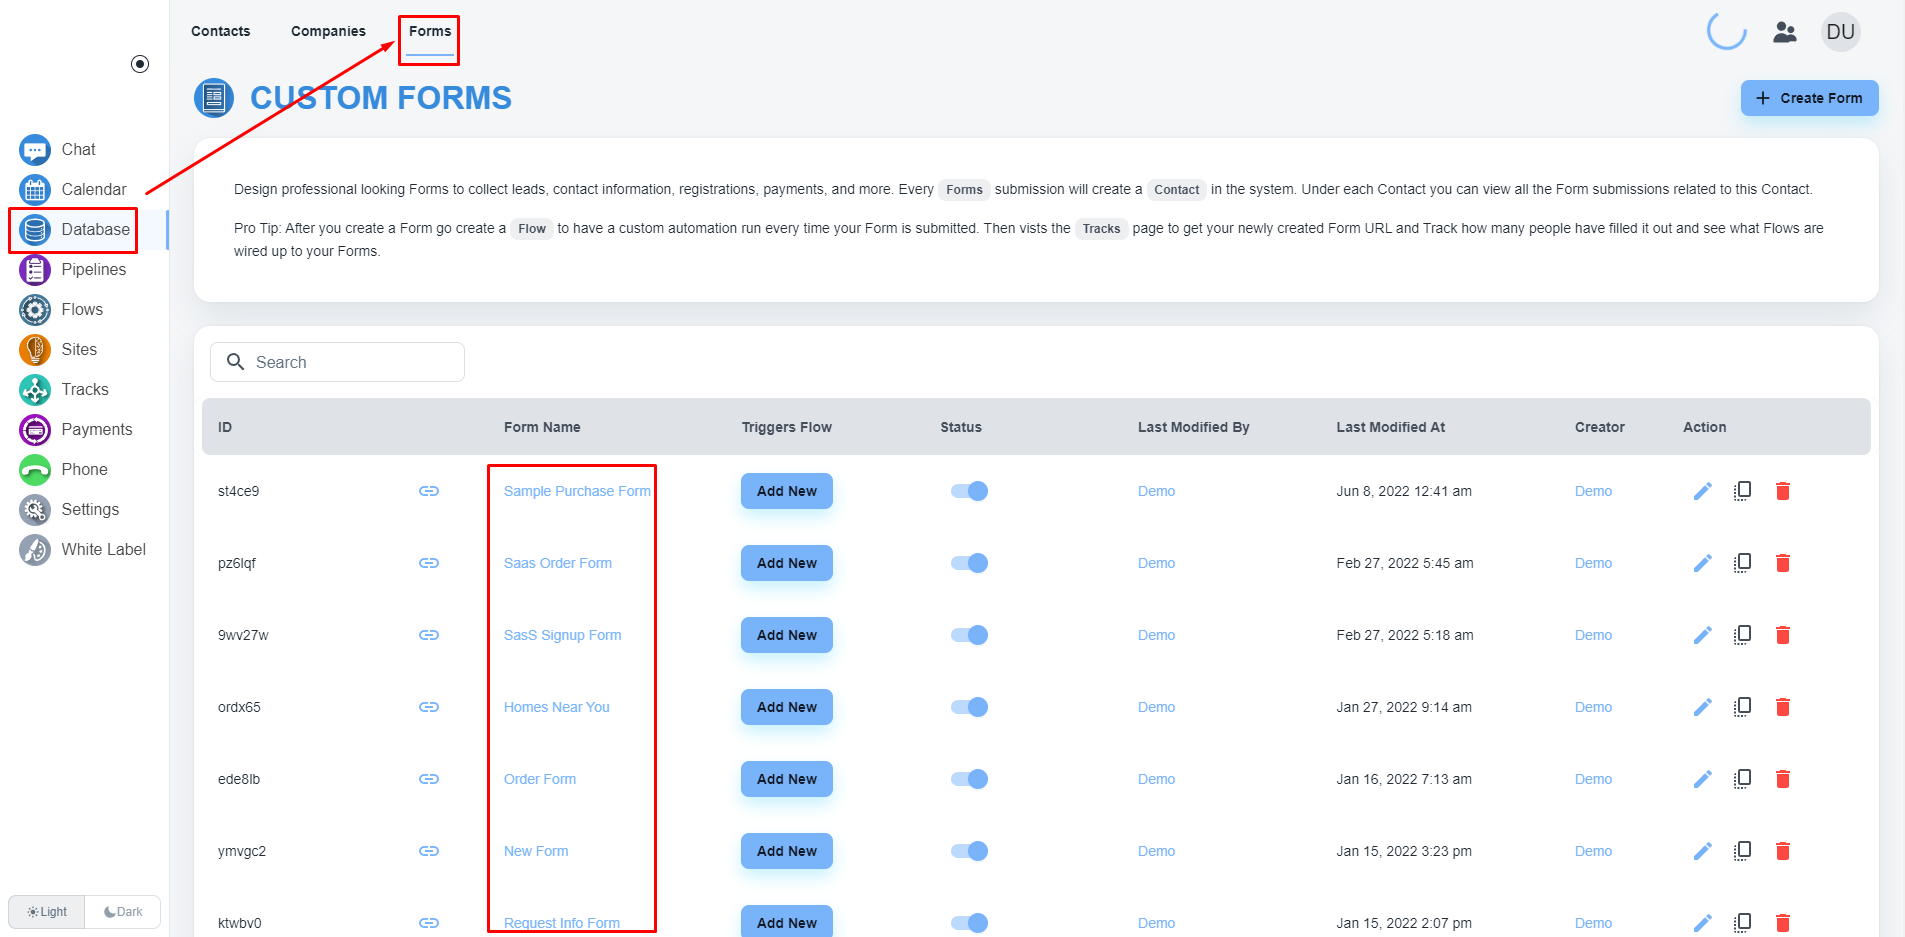 Contacts Companies Forms
DU
CUSTOM FORMS
Create Form
Chat
Calendar
Database
Pipelines
Flows
Sites
Tracks
Payments
Phone
Settings
White Label
Light Dark
Design professional looking Forms to collect leads, contact information, registrations, payments, and more. Every Forms submission will create a Contact in the system. Under each Contact you can view all the Form submissions related to this Contact.
Pro Tip: After you create a Form go create a Flow to have a custom automation run every time your Form is submitted. Then vists the Tracks page to get your newly created Form URL and Track how many people have filled it out and see what Flows are
wired up to your Forms.
Search
ID Form Name Triggers Flow Status Last Modified By Last Modified At Creator Action
st4ce9 Sample Purchase Form Add New Demo Jun 8, 2022 12:41 am Demo
pz6lqf Saas Order Form Add New Demo Feb 27, 2022 5:45 am Demo
9wv27w SasS Signup Form Add New Demo Feb 27, 2022 5:18 am Demo
ordx65 Homes Near You Add New Demo Jan 27, 2022 9:14 am Demo
ede8lb Order Form Add New Demo Jan 16, 2022 7:13 am Demo
ymvgc2 New Form Add New Demo Jan 15, 2022 3:23 pm Demo
ktwbv0 Request Info Form Add New Demo Jan 15, 2022 2:07 pm Demo